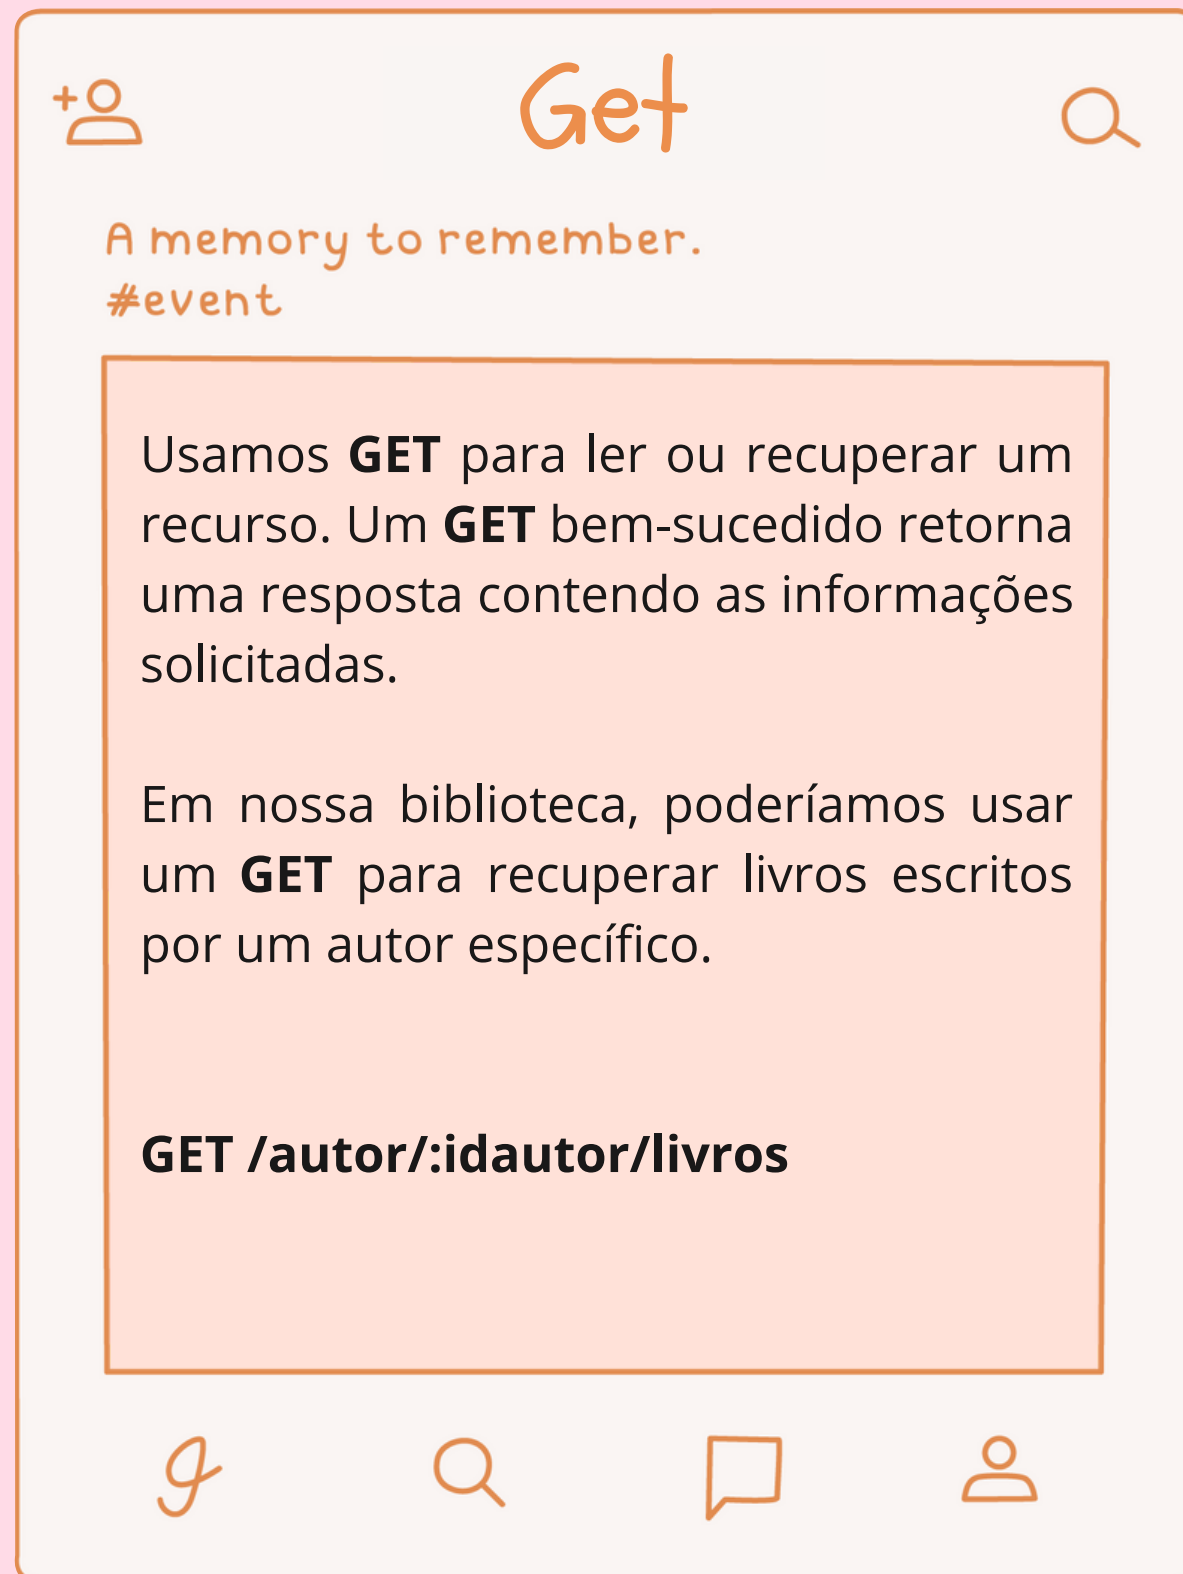 Get
A memory to remember.
#event
Usamos GET para ler ou recuperar um
recurso. Um GET bem-sucedido retorna
uma resposta contendo as informações
solicitadas.
Em nossa biblioteca, poderíamos usar
um GET para recuperar livros escritos
por um autor específico.
GET /autor/:idautor/livros